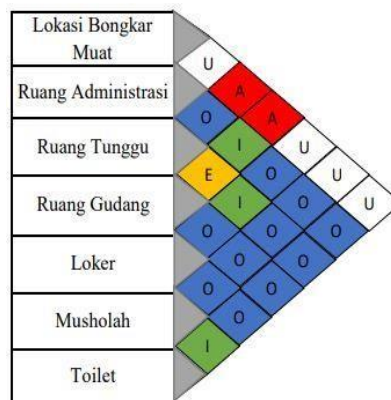 Lokasi Bongkar
Muat
U
Ruang Administrasi A
O A
Ruang Tunggu I U
E O U
Ruang Gudang I O U
O O O
Loker O O
O O
Musholah O
I
Toilet